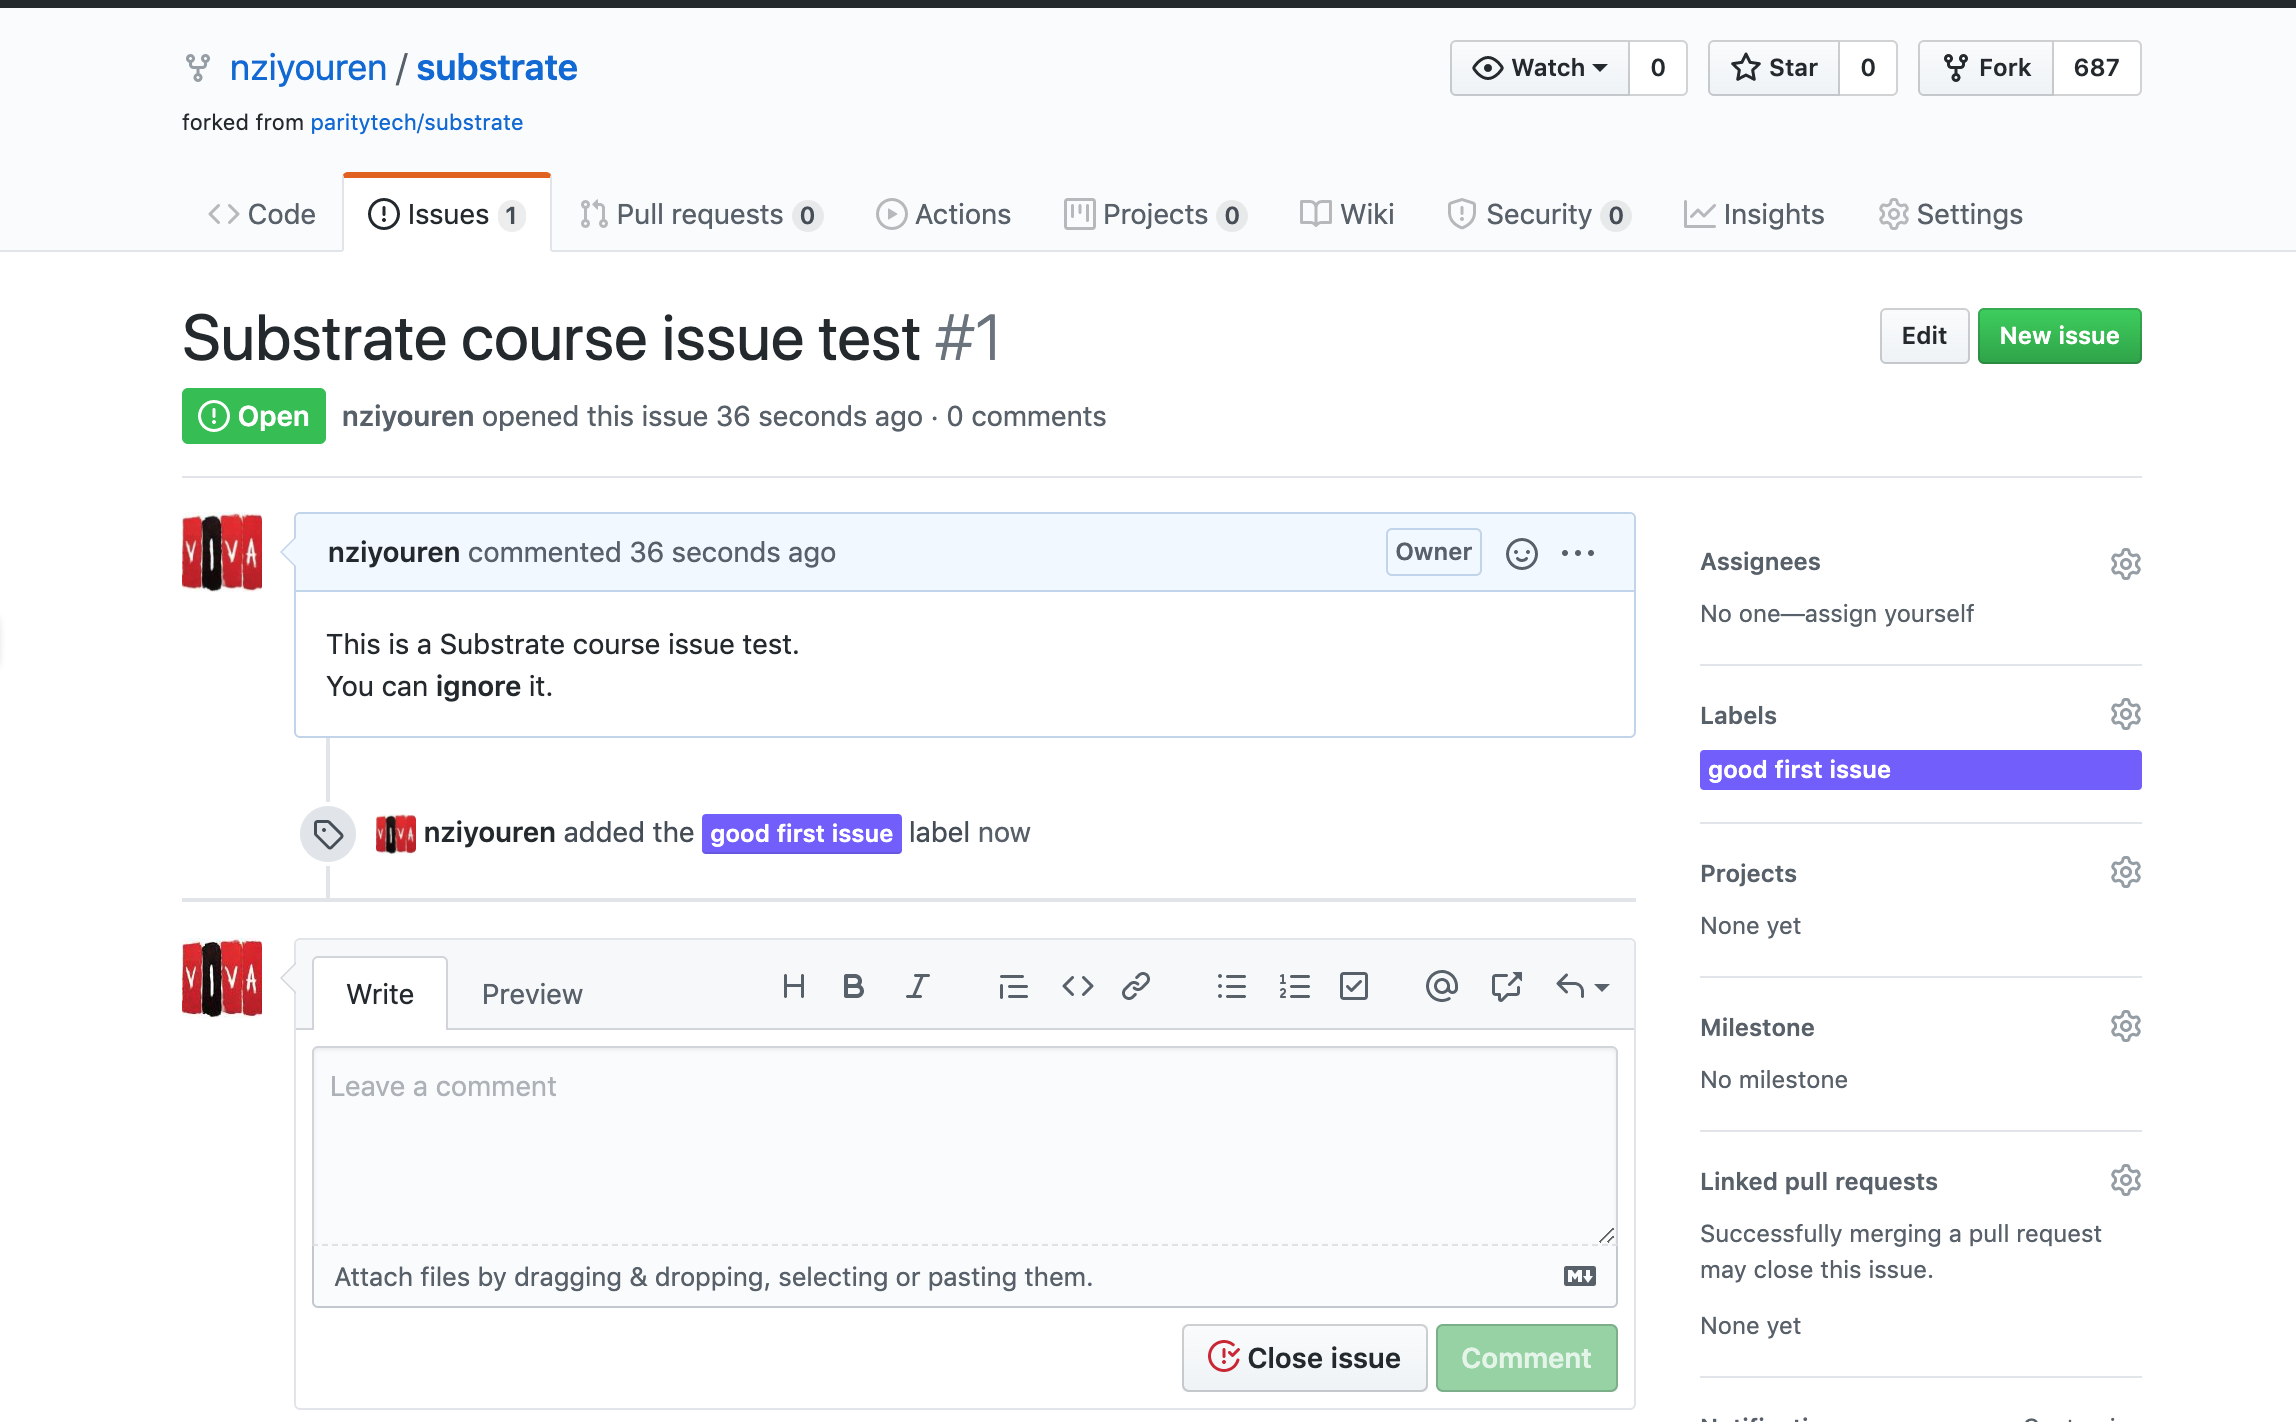 nziyouren / substrate
Watch 0
Star 0
Fork 687
forked from paritytech/substrate
Code
Issues 1
Pull requests 0
Actions
Projects 0
Wiki
Security 0
Insights
Settings
Substrate course issue test #1
Edit
New issue
Open
nziyouren opened this issue 36 seconds ago · 0 comments
VIVA
nziyouren commented 36 seconds ago
Owner
This is a Substrate course issue test.
You can ignore it.
VIVA
nziyouren added the good first issue label now
VIVA
Write
Preview
Leave a comment
Attach files by dragging & dropping, selecting or pasting them.
Close issue
Comment
Assignees
No one—assign yourself
Labels
good first issue
Projects
None yet
Milestone
No milestone
Linked pull requests
Successfully merging a pull request
may close this issue.
None yet